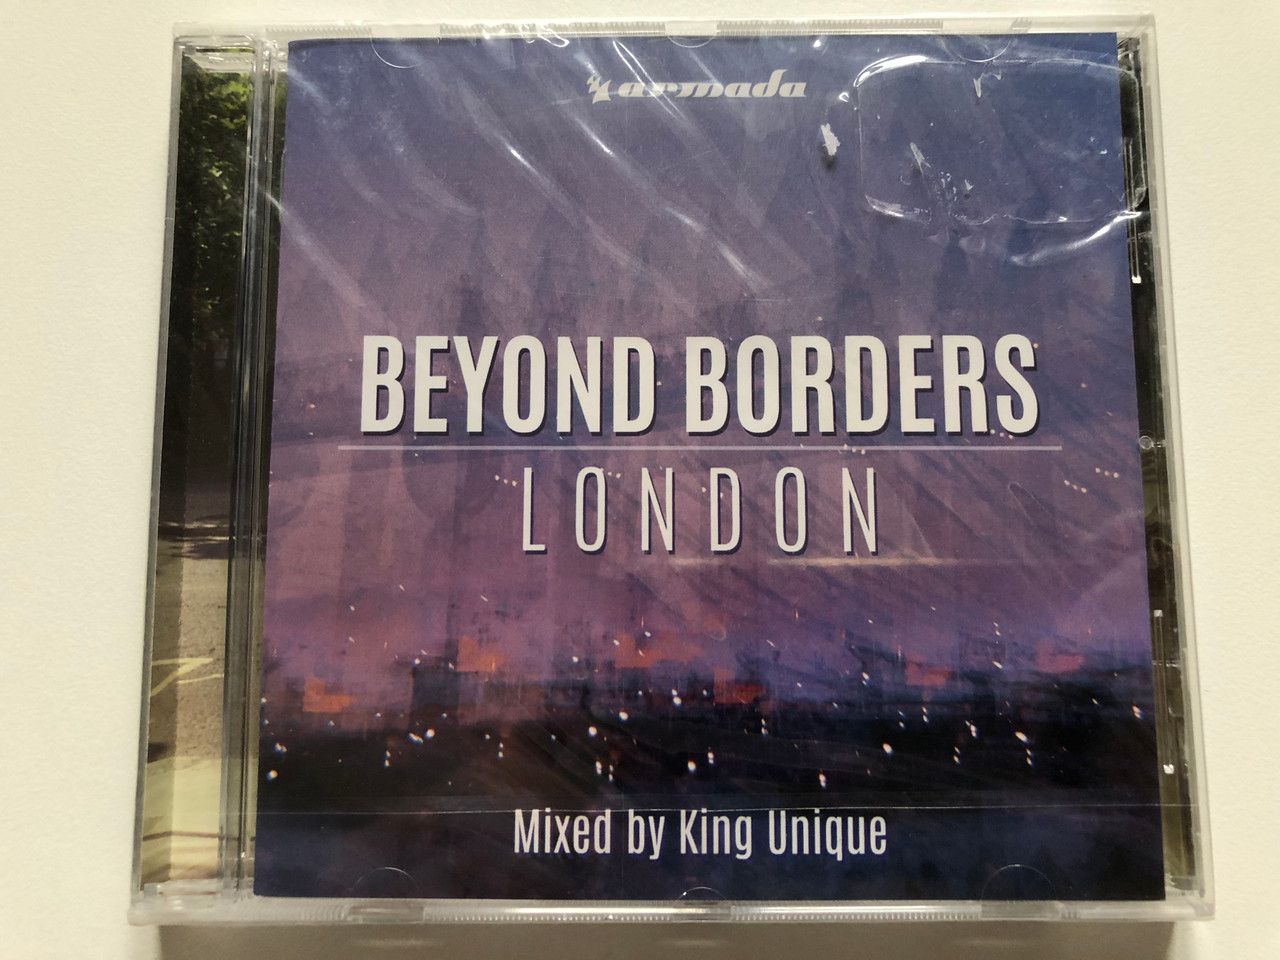 armada
BEYOND BORDERS
LONDON
Mixed by King Unique